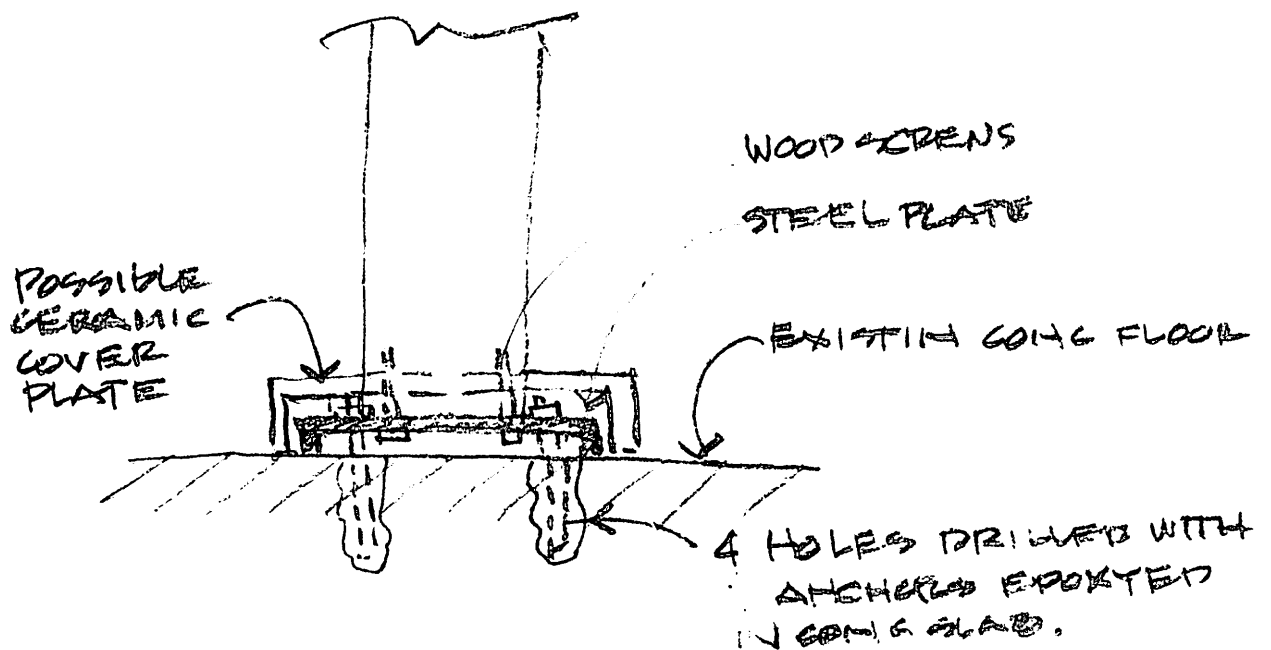 WOOD SCREWS
STEEL PLATE
POSSIBLE
CERAMIC
COVER
PLATE
EXISTIN CONC FLOOR
4 HOLES DRILLED WITH
ANCHORS EPOXIED
IN CONC SLAB.